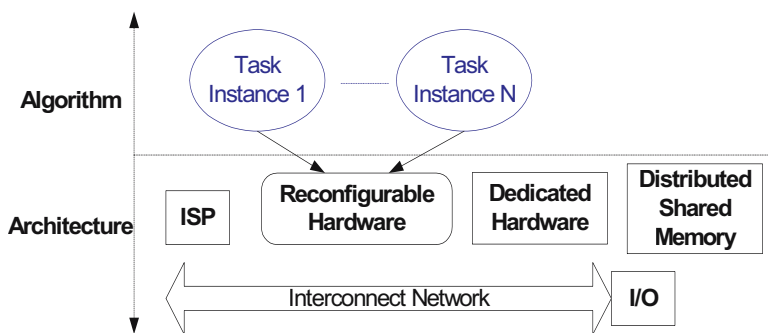 Task
Instance 1
Task
Instance N
Algorithm
Architecture
ISP
Reconfigurable
Hardware
Dedicated
Hardware
Distributed
Shared
Memory
Interconnect Network
I/O